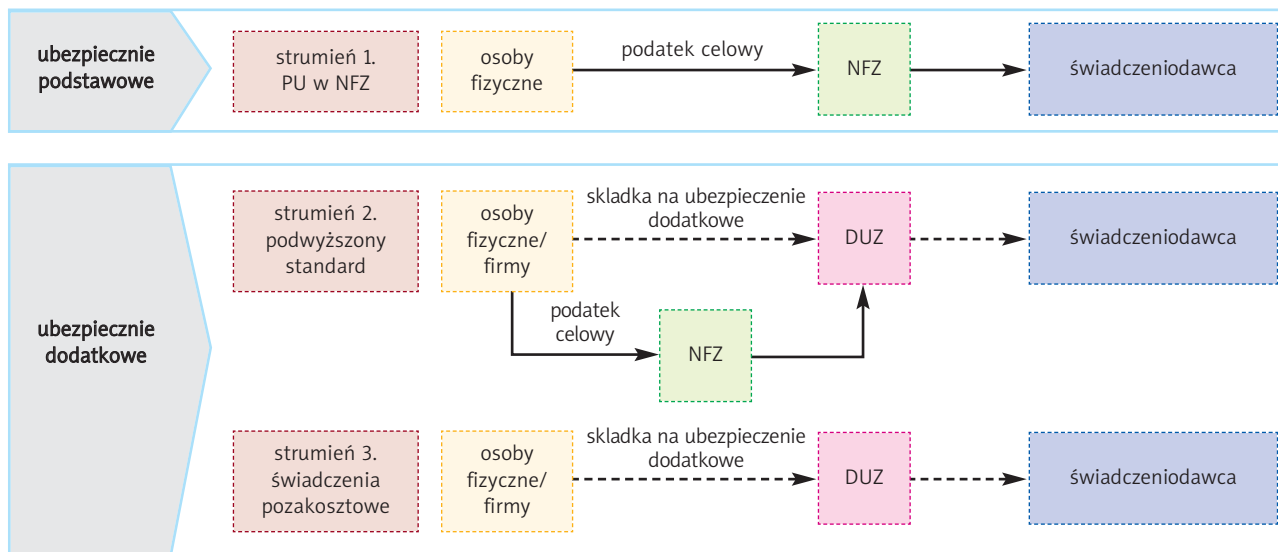 ubezpiecznie
podstawowe
strumień 1.
PU w NFZ
osoby
fizyczne
podatek celowy
NFZ
świadczeniodawca
ubezpiecznie
dodatkowe
strumień 2.
podwyższony
standard
osoby
fizyczne/
firmy
skladka na ubezpieczenie
dodatkowe
DUZ
świadczeniodawca
podatek
celowy
NFZ
strumień 3.
świadczenia
pozakosztowe
osoby
fizyczne/
firmy
skladka na ubezpieczenie
dodatkowe
DUZ
świadczeniodawca